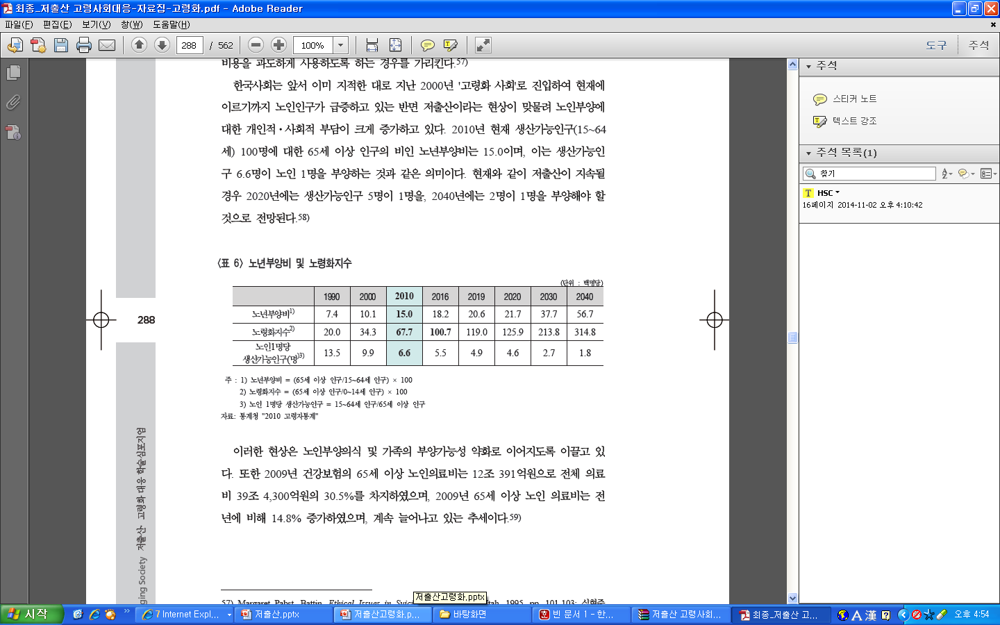 최종_저출산 고령사회대응-자료집-고령화.pdf - Adobe Reader
파일(F) 편집(E) 보기(V) 창(W) 도움말(H)
288 / 562 100% 도구 주석
비용을 과도하게 사용하도록 하는 경우를 가리킨다.57)
한국사회는 앞서 이미 지적한 대로 지난 2000년 '고령화 사회'로 진입하여 현재에
이르기까지 노인인구가 급증하고 있는 반면 저출산이라는 현상이 맞물려 노인부양에
대한 개인적·사회적 부담이 크게 증가하고 있다. 2010년 현재 생산가능인구(15~64
세) 100명에 대한 65세 이상 인구의 비인 노년부양비는 15.0이며, 이는 생산가능인
구 6.6명이 노인 1명을 부양하는 것과 같은 의미이다. 현재와 같이 저출산이 지속될
경우 2020년에는 생산가능인구 5명이 1명을, 2040년에는 2명이 1명을 부양해야 할
것으로 전망된다.58)
<표 6> 노년부양비 및 노령화지수
(단위 : 백명당)
1990 2000 2010 2016 2019 2020 2030 2040
노년부양비1) 7.4 10.1 15.0 18.2 20.6 21.7 37.7 56.7
노령화지수2) 20.0 34.3 67.7 100.7 119.0 125.9 213.8 314.8
노인1명당
생산가능인구(명)3) 13.5 9.9 6.6 5.5 4.9 4.6 2.7 1.8
주 : 1) 노년부양비 = (65세 이상 인구/15~64세 인구) × 100
2) 노령화지수 = (65세 이상 인구/0~14세 인구) × 100
3) 노인 1명당 생산가능인구 = 15~64세 인구/65세 이상 인구
자료: 통계청 "2010 고령자통계"
이러한 현상은 노인부양의식 및 가족의 부양가능성 약화로 이어지도록 이끌고 있
다. 또한 2009년 건강보험의 65세 이상 노인의료비는 12조 391억원으로 전체 의료
비 39조 4,300억원의 30.5%를 차지하였으며, 2009년 65세 이상 노인 의료비는 전
년에 비해 14.8% 증가하였으며, 계속 늘어나고 있는 추세이다.59)
57) Margaret Pabst Battin, Ethical Issues in Suici
1995, pp. 101-103; 신현준
288
ging Society 저출산· 고령화 대응 학술심포지엄
주석
스티커 노트
텍스트 강조
주석 목록(1)
찾기
T HSC
16페이지 2014-11-02 오후 4:10:42
저출산고령화.pptx
시작
7 Internet Expl...
저출산.pptx
저출산고령화.p...
바탕화면
빈 문서 1 - 한...
저출산 고령사회...
최종_저출산 고...
A 漢
오후 4:54